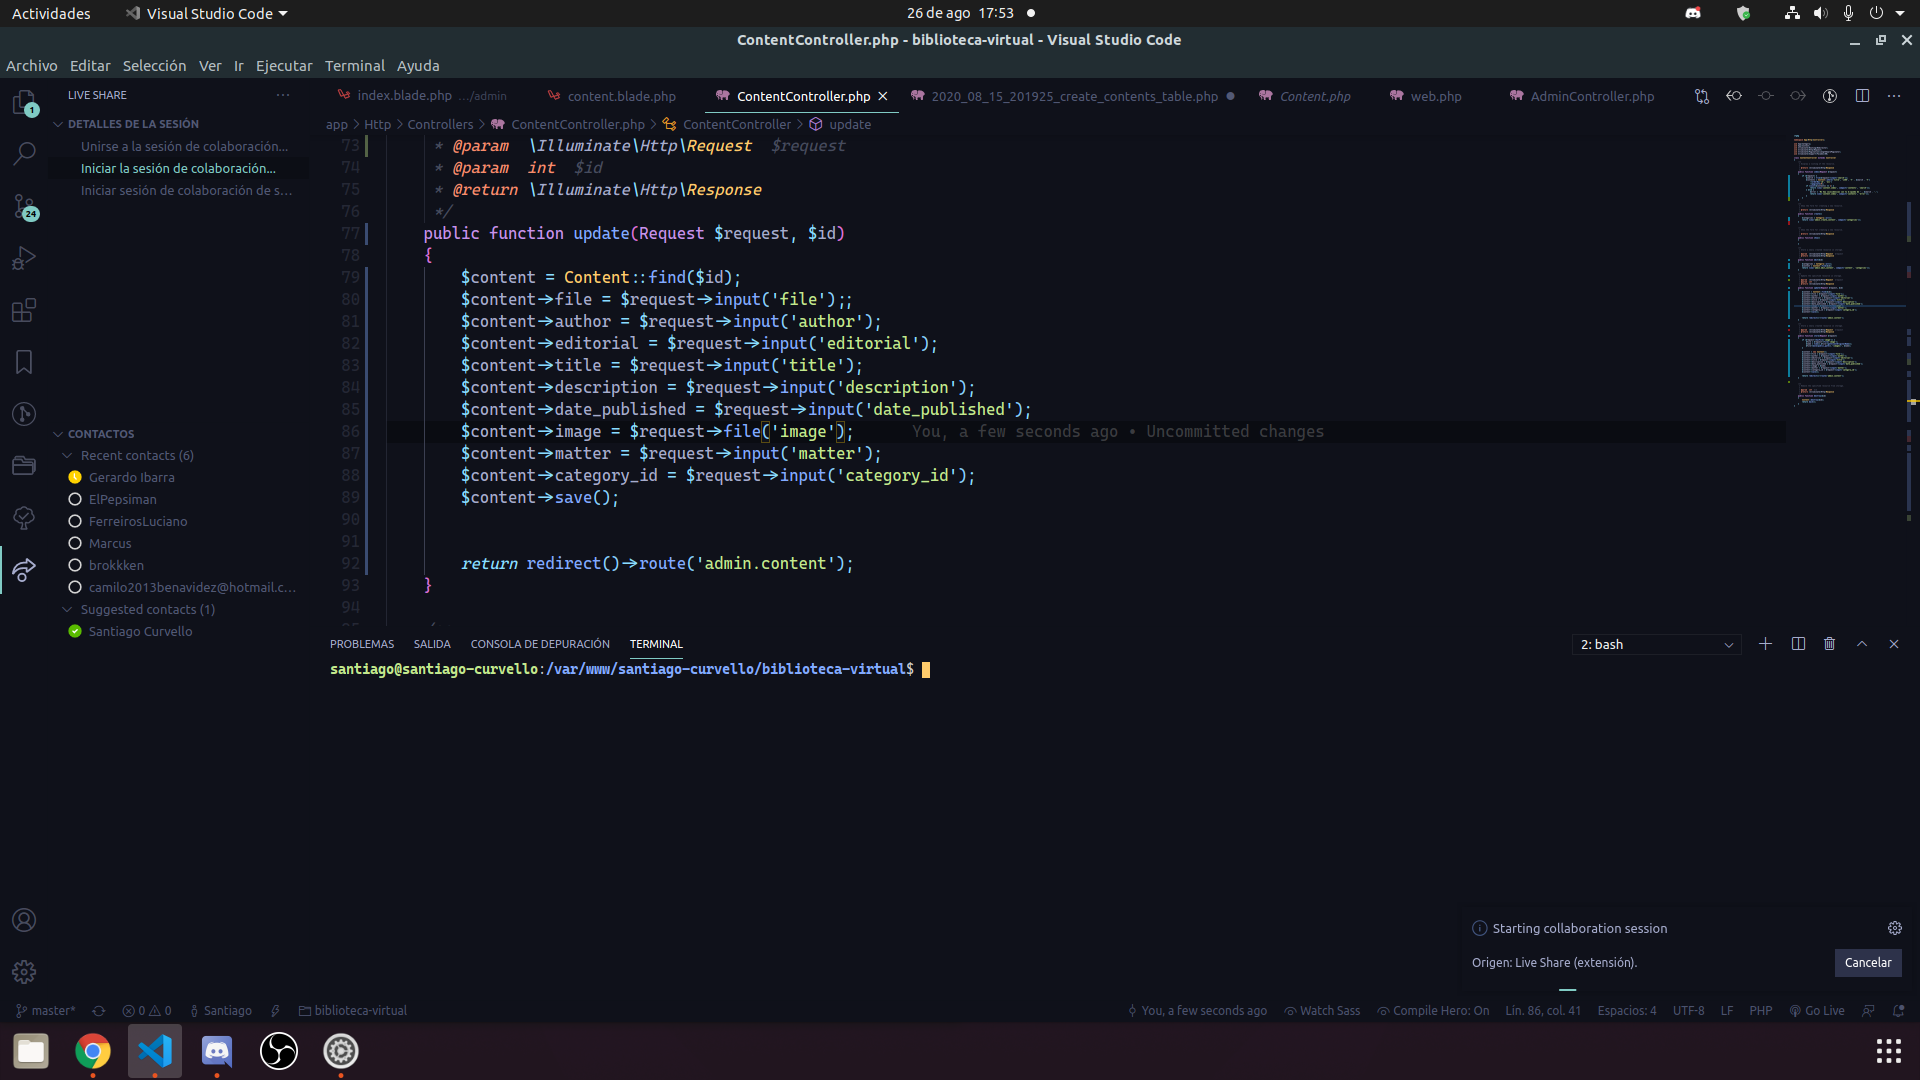 Actividades
Visual Studio Code
26 de ago 17:53
ContentController.php - biblioteca-virtual - Visual Studio Code
Archivo Editar Selección Ver Ir Ejecutar Terminal Ayuda
LIVE SHARE
index.blade.php .../admin
content.blade.php
ContentController.php
2020_08_15_201925_create_contents_table.php
Content.php
web.php
AdminController.php
DETALLES DE LA SESIÓN
Unirse a la sesión de colaboración...
Iniciar la sesión de colaboración...
Iniciar sesión de colaboración de s...
app > Http > Controllers > ContentController.php > ContentController > update
73 * @param \Illuminate\Http\Request $request
74 * @param int $id
75 * @return \Illuminate\Http\Response
76 */
77 public function update(Request $request, $id)
78 {
79 $content = Content::find($id);
80 $content->file = $request->input('file');;
81 $content->author = $request->input('author');
82 $content->editorial = $request->input('editorial');
83 $content->title = $request->input('title');
84 $content->description = $request->input('description');
85 $content->date_published = $request->input('date_published');
86 $content->image = $request->file('image'); You, a few seconds ago • Uncommitted changes
87 $content->matter = $request->input('matter');
88 $content->category_id = $request->input('category_id');
89 $content->save();
90
91
92 return redirect()->route('admin.content');
93 }
94
1
24
CONTACTOS
Recent contacts (6)
Gerardo Ibarra
ElPepsiman
FerreirosLuciano
Marcus
brokkken
camilo2013benavidez@hotmail.c...
Suggested contacts (1)
Santiago Curvello
PROBLEMAS SALIDA CONSOLA DE DEPURACIÓN TERMINAL
2: bash
santiago@santiago-curvello:/var/www/santiago-curvello/biblioteca-virtual$
Starting collaboration session
Origen: Live Share (extensión).
Cancelar
master* 0 0 Santiago biblioteca-virtual
You, a few seconds ago Watch Sass Compile Hero: On Lín. 86, col. 41 Espacios: 4 UTF-8 LF PHP Go Live